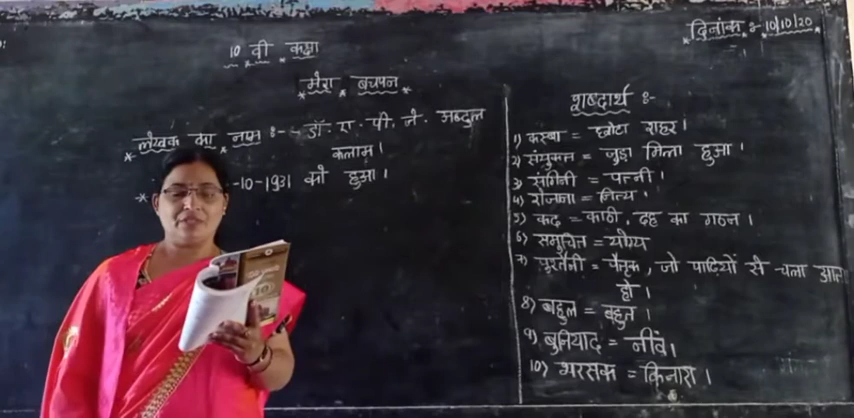 दिनांक :- 10/10/20
10 वी कक्षा
मेरा बचपन
लेखक का नाम :- डॉ. ए. पी. जे. अब्दुल
कलाम।
-10-1931 को हुआ।
शब्दार्थ :-
1) कस्बा = छोटा शहर।
2) संयुक्त = जुड़ा मिला हुआ।
3) संगिनी = पत्नी।
4) रोजाना = नित्य।
5) कद = काठी, देह का गठन।
6) समुचित = योग्य
7) पुश्तैनी = पैतृक, जो पीढियों से चला आता
हो।
8) बहुल = बहुत।
9) बुनियाद = नींव।
10) = किनारा।